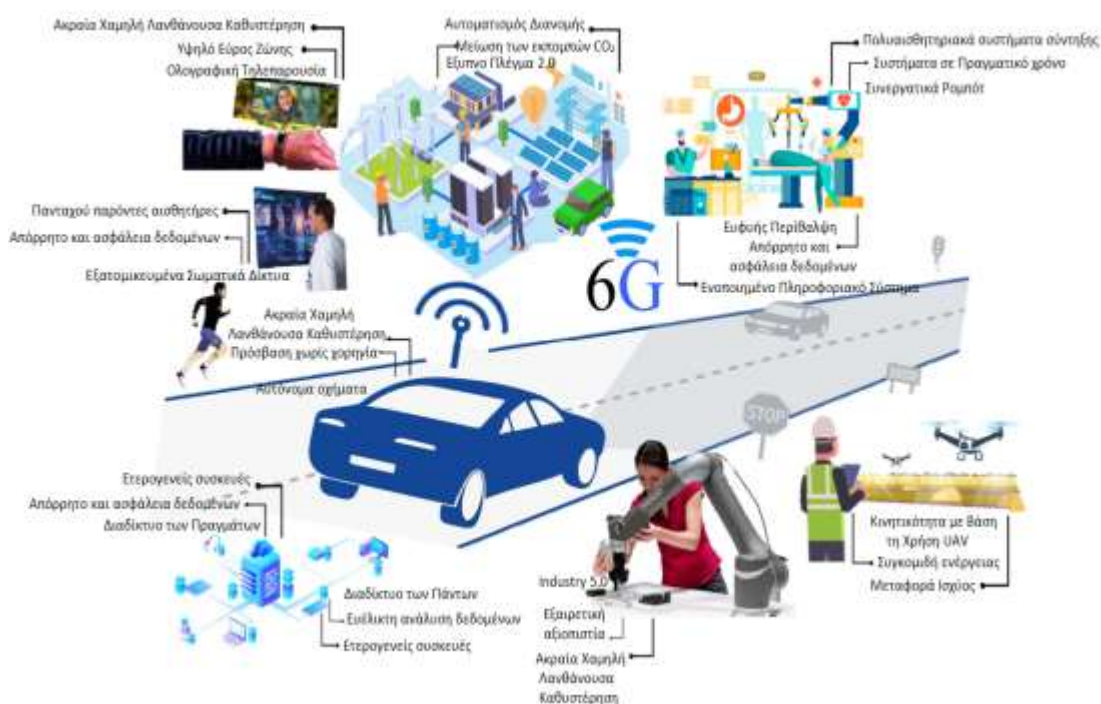 Ακραία Χαμηλή Λανθάνουσα Καθυστέρηση
Υψηλό Εύρος Ζώνης
Ολογραφική Τηλεπαρουσία
Αυτοματισμός Διανομής
Μείωση των εκπομπών CO₂
Εξυπνο Πλέγμα 2.0
Πολυαισθητηριακά συστήματα σύντηξης
Συστήματα σε Πραγματικό χρόνο
Συνεργατικά Ρομπότ
Πανταχού παρόντες αισθητήρες
Απόρρητο και ασφάλεια δεδομένων
Εξατομικευμένα Σωματικά Δίκτυα
6G
Ευφυής Περίθαλψη
Απόρρητο και
ασφάλεια δεδομένων
Ενοποιημένο Πληροφοριακό Σύστημα
Ακραία Χαμηλή
Λανθάνουσα Καθυστέρηση
Πρόσβαση χωρίς χορηγία
Αυτόνομα οχήματα
STOP
Ετερογενείς συσκευές
Απόρρητο και ασφάλεια δεδομένων
Διαδίκτυο των Πραγμάτων
Διαδίκτυο των Πάντων
Ευέλικτη ανάλυση δεδομένων
Ετερογενείς συσκευές
Industry 5.0
Εξαιρετική
αξιοπιστία
Ακραία Χαμηλή
Λανθάνουσα
Καθυστέρηση
Κινητικότητα με Βάση
τη Χρήση UAV
Συγκομιδή ενέργειας
Μεταφορά Ισχύος